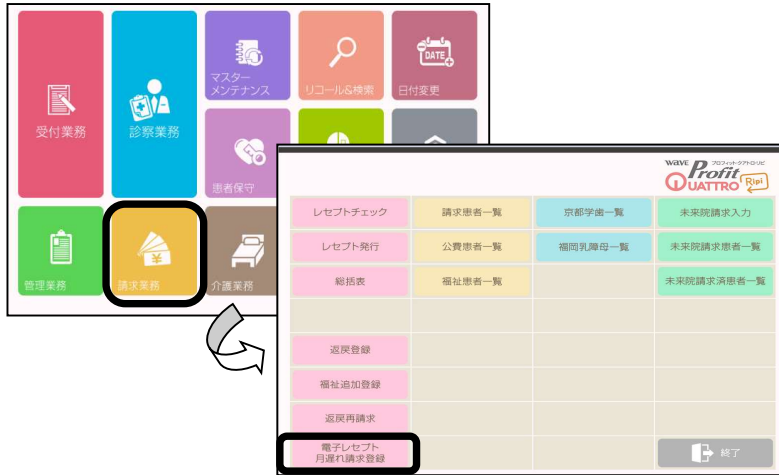 マスター
メンテナンス
リコール&検索
DATE
日付変更
受付業務
診察業務
患者保守
管理業務
請求業務
介護業務
WAVE プロフィット・クアトロ・リピ
Profit
QUATTRO Ripi
レセプトチェック
請求患者一覧
京都学歯一覧
未来院請求入力
レセプト発行
公費患者一覧
福岡乳障母一覧
未来院請求患者一覧
総括表
福祉患者一覧
未来院請求済患者一覧
返戻登録
福祉追加登録
返戻再請求
電子レセプト
月遅れ請求登録
終了